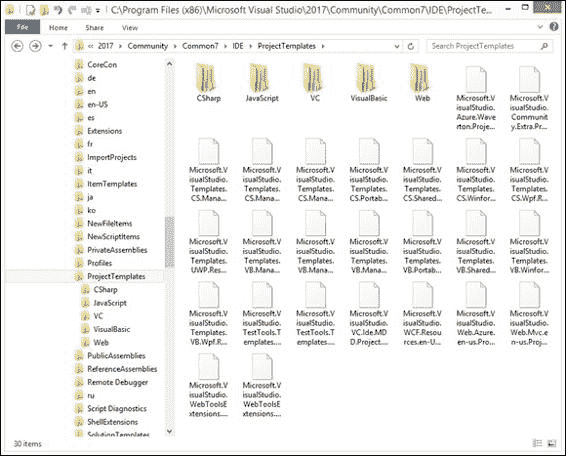 C:\Program Files (x86)\Microsoft Visual Studio\2017\Community\Common7\IDE\ProjectTe...
File Home Share View
2017 Community Common7 IDE ProjectTemplates
Search ProjectTemplates
CoreCon
de
en
en-US
es
Extensions
fr
ImportProjects
it
ItemTemplates
ja
ko
NewFileItems
NewScriptItems
PrivateAssemblies
Profiles
ProjectTemplates
CSharp
JavaScript
VC
VisualBasic
Web
PublicAssemblies
ReferenceAssemblies
Remote Debugger
ru
Script Diagnostics
ShellExtensions
SolutionTemplates
CSharp JavaScript VC VisualBasic Web Microsoft.V Microsoft.V
isualStudio. isualStudio.
Azure.Wave Communit
rton.Proje... y.Extra.Pr...
Microsoft.V Microsoft.V Microsoft.V Microsoft.V Microsoft.V Microsoft.V Microsoft.V
isualStudio. isualStudio. isualStudio. isualStudio. isualStudio. isualStudio. isualStudio.
Templates. Templates. Templates. Templates. Templates. Templates. Templates.
CS.Mana... CS.Mana... CS.Mana... CS.Portab... CS.Shared... CS.Winfor... CS.Wpf.R...
Microsoft.V Microsoft.V Microsoft.V Microsoft.V Microsoft.V Microsoft.V Microsoft.V
isualStudio. isualStudio. isualStudio. isualStudio. isualStudio. isualStudio. isualStudio.
Templates. Templates. Templates. Templates. Templates. Templates. Templates.
UWP.Res... VB.Mana... VB.Mana... VB.Mana... VB.Portab... VB.Shared... VB.Winfor...
Microsoft.V Microsoft.V Microsoft.V Microsoft.V Microsoft.V Microsoft.V Microsoft.V
isualStudio. isualStudio. isualStudio. isualStudio. isualStudio. isualStudio. isualStudio.
Templates. TestTools.T TestTools.T VC.Ide.MD WCF.Resou Web.Azure. Web.Mvc.e
VB.Wpf.R... emplates.... emplates.... D.Project.... rces.en-U... en-us.Proj... n-us.Proj...
Microsoft.V Microsoft.V
isualStudio. isualStudio.
WebToolsE WebToolsE
xtensions.... xtensions....
30 items